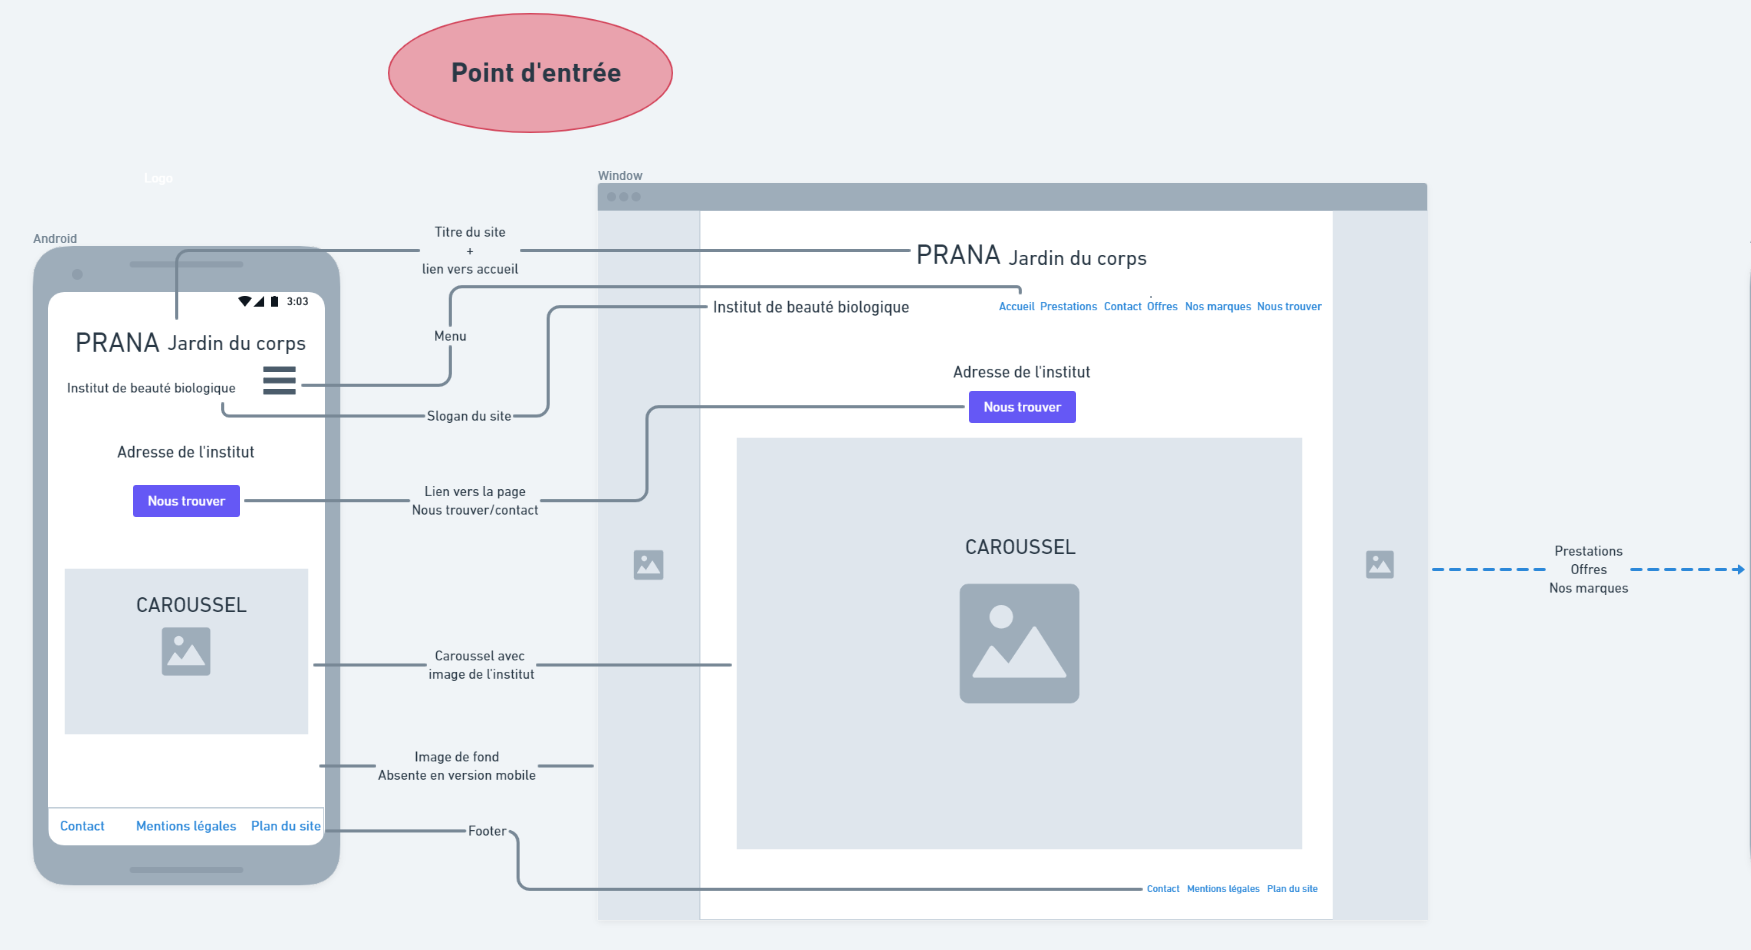 Point d'entrée
Logo
Android
3:03
PRANA Jardin du corps
Institut de beauté biologique
Adresse de l'institut
Nous trouver
CAROUSSEL
Contact Mentions légales Plan du site
Titre du site
+
lien vers accueil
Menu
Slogan du site
Lien vers la page
Nous trouver/contact
Caroussel avec
image de l'institut
Image de fond
Absente en version mobile
Footer
Window
PRANA Jardin du corps
Institut de beauté biologique
Accueil Prestations Contact Offres Nos marques Nous trouver
Adresse de l'institut
Nous trouver
CAROUSSEL
Contact Mentions légales Plan du site
Prestations
Offres
Nos marques